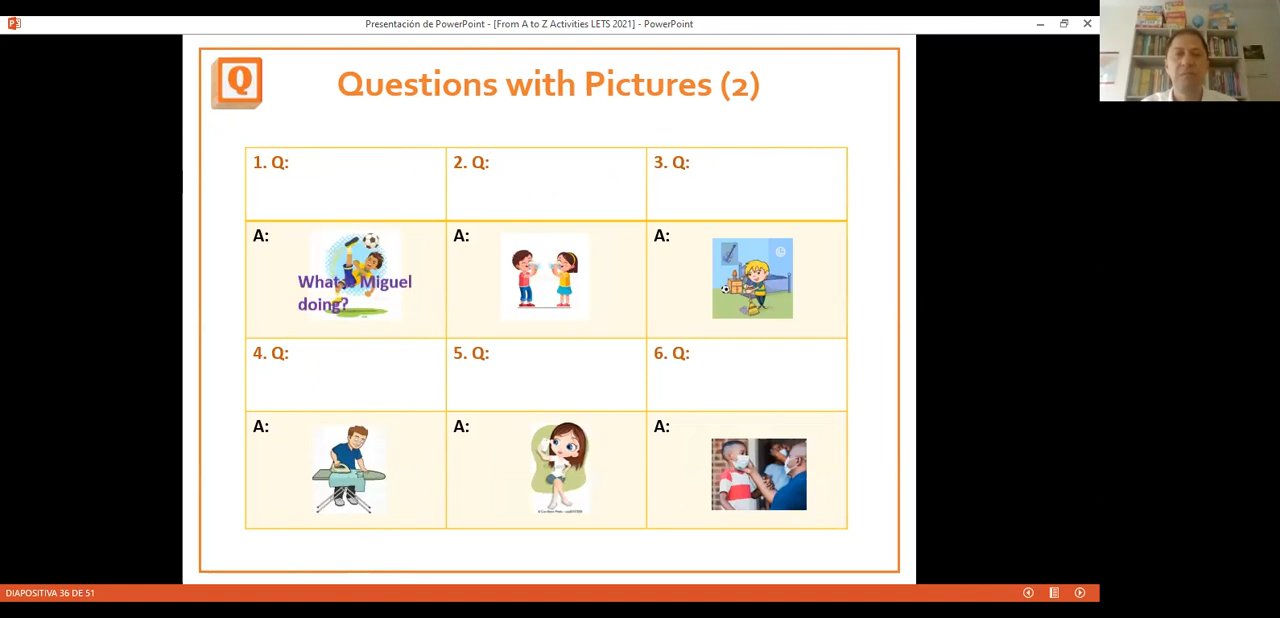 Presentación de PowerPoint - [From A to Z Activities LETS 2021] - PowerPoint
Q
Questions with Pictures (2)
1. Q:
2. Q:
3. Q:
A:
What is Miguel
doing?
A:
A:
4. Q:
5. Q:
6. Q:
A:
A:
A:
DIAPOSITIVA 36 DE 51